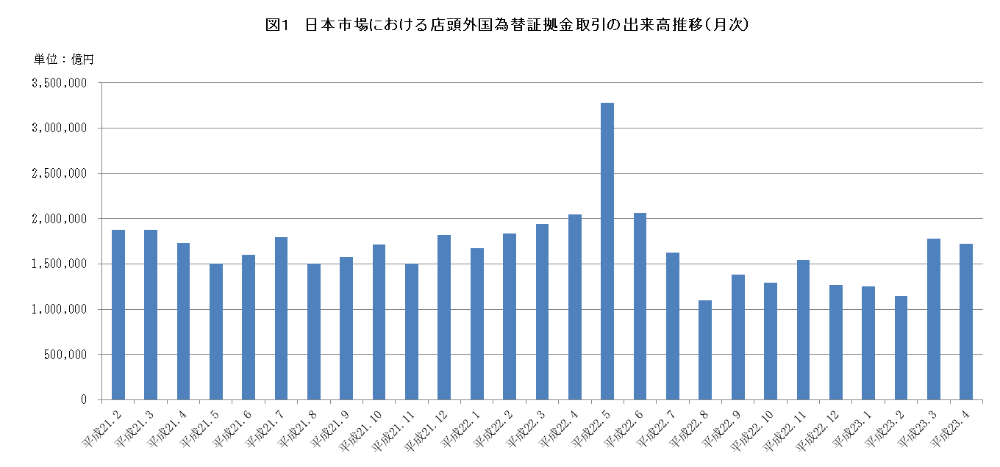 図1　日本市場における店頭外国為替証拠金取引の出来高推移(月次)
単位：億円
3,500,000
3,000,000
2,500,000
2,000,000
1,500,000
1,000,000
500,000
0
平成21.2
平成21.3
平成21.4
平成21.5
平成21.6
平成21.7
平成21.8
平成21.9
平成21.10
平成21.11
平成21.12
平成22.1
平成22.2
平成22.3
平成22.4
平成22.5
平成22.6
平成22.7
平成22.8
平成22.9
平成22.10
平成22.11
平成22.12
平成23.1
平成23.2
平成23.3
平成23.4